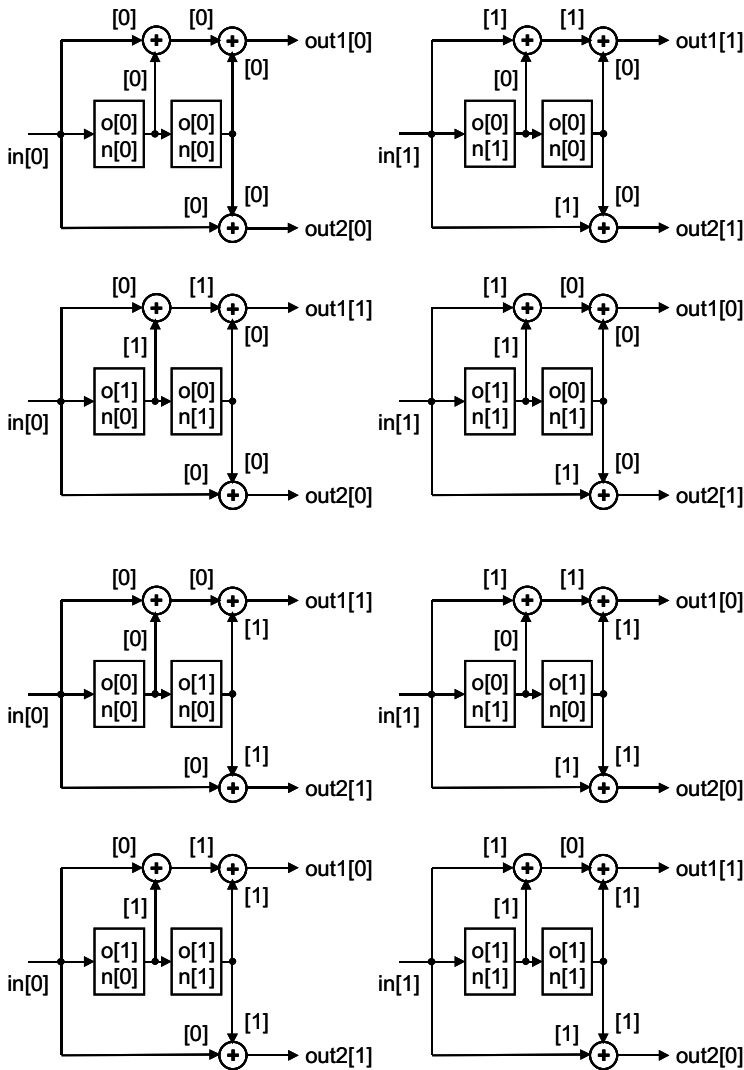 [0] [0] out1[0]
[0] [0]
o[0] o[0]
n[0] n[0]
in[0]
[0] [0]
out2[0]
[1] [1] out1[1]
[0] [0]
o[0] o[0]
n[1] n[0]
in[1]
[1] [0]
out2[1]
[0] [1] out1[1]
[1] [0]
o[1] o[0]
n[0] n[1]
in[0]
[0] [0]
out2[0]
[1] [0] out1[0]
[1] [0]
o[1] o[0]
n[1] n[1]
in[1]
[1] [0]
out2[1]
[0] [0] out1[1]
[0] [1]
o[0] o[1]
n[0] n[0]
in[0]
[0] [1]
out2[1]
[1] [1] out1[0]
[0] [1]
o[0] o[1]
n[1] n[0]
in[1]
[1] [1]
out2[0]
[0] [1] out1[0]
[1] [1]
o[1] o[1]
n[0] n[1]
in[0]
[0] [1]
out2[1]
[1] [0] out1[1]
[1] [1]
o[1] o[1]
n[1] n[1]
in[1]
[1] [1]
out2[0]